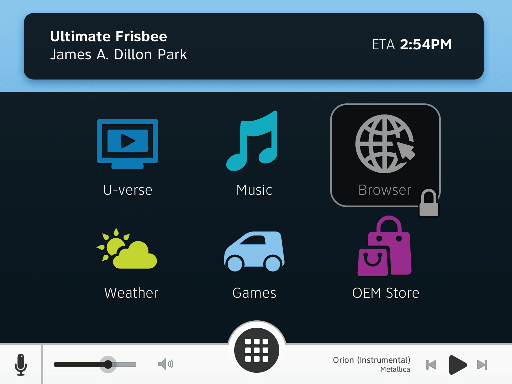 Ultimate Frisbee
James A. Dillon Park
ETA 2:54PM
U-verse
Music
Browser
Weather
Games
OEM Store
Orion (Instrumental)
Metallica